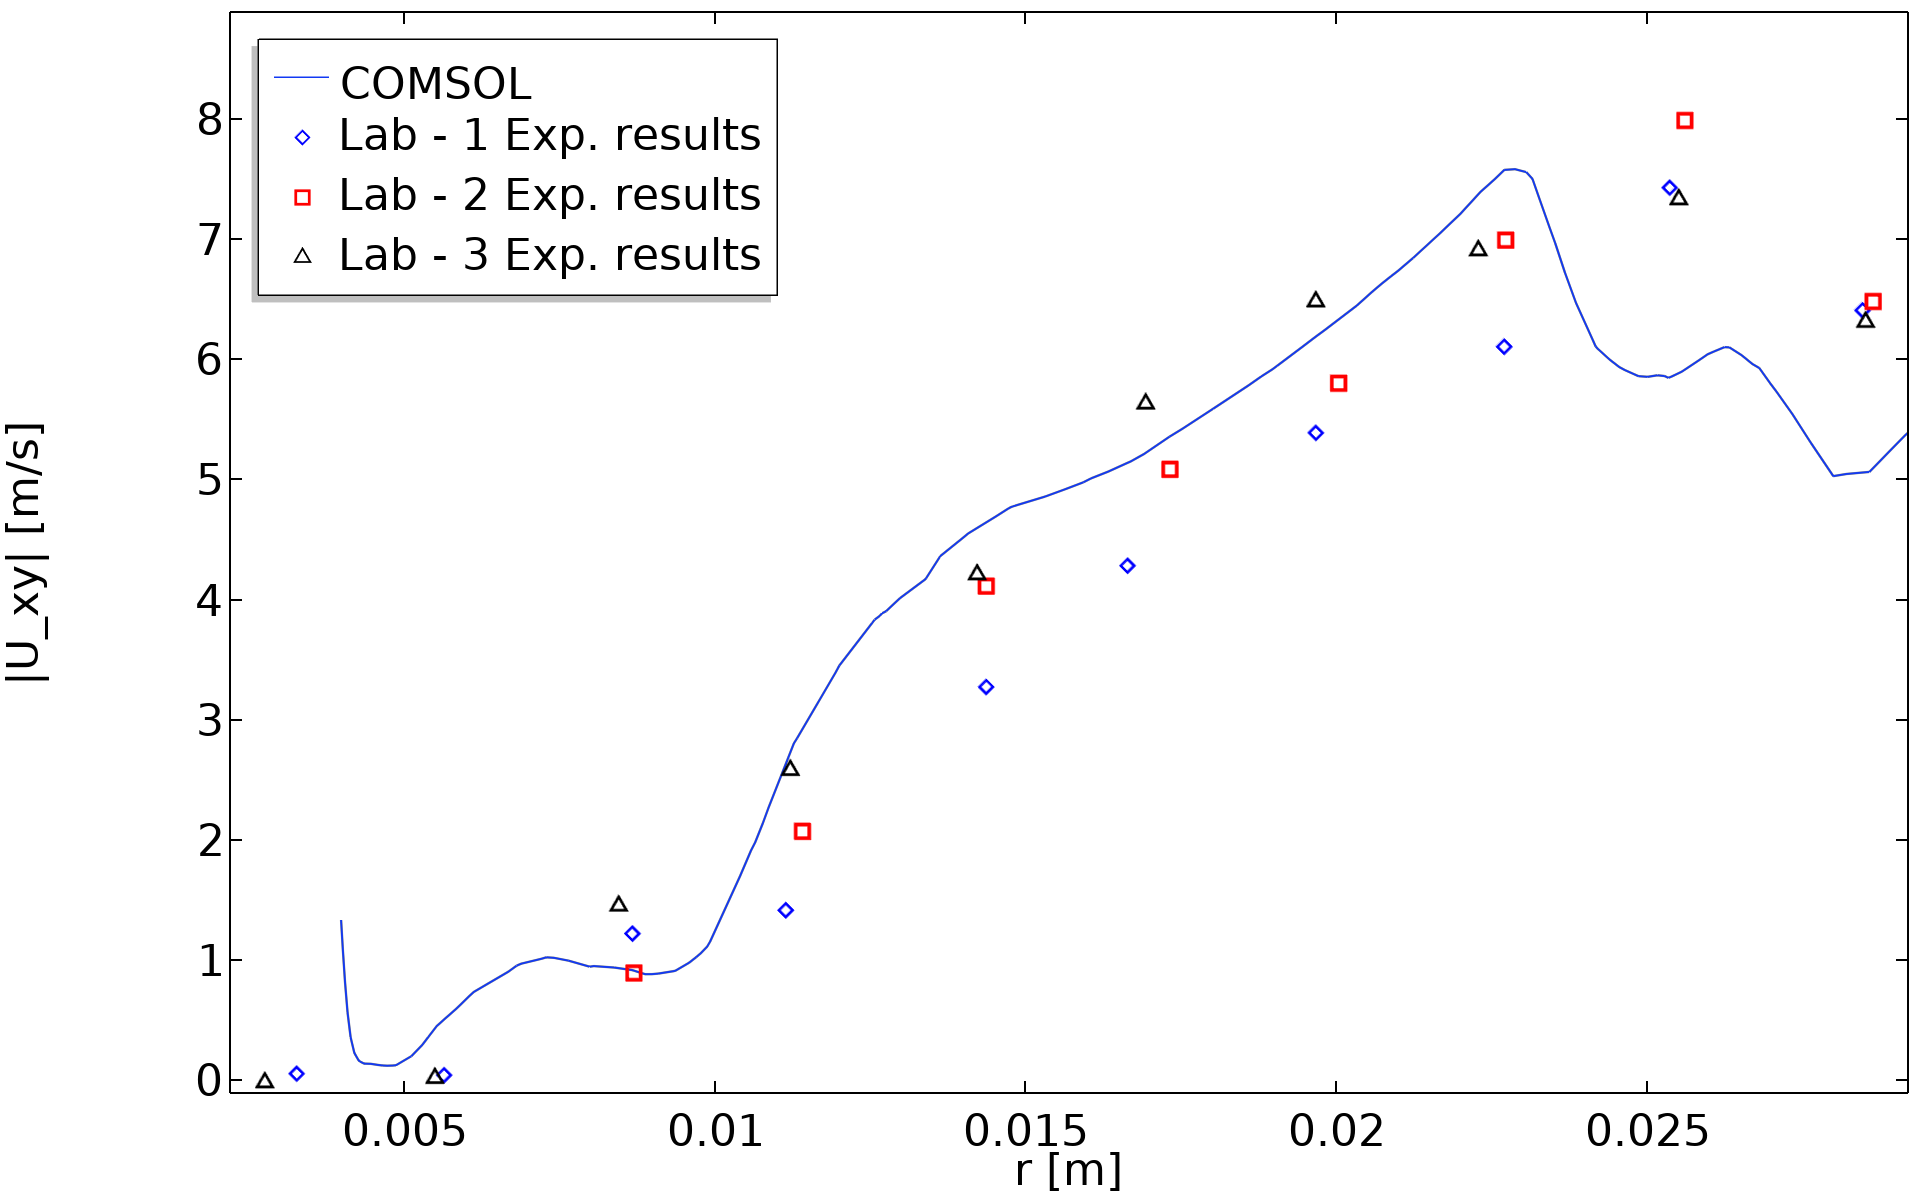 COMSOL
Lab - 1 Exp. results
Lab - 2 Exp. results
Lab - 3 Exp. results
8
7
6
5
4
3
2
1
0
|U_xy| [m/s]
0.005 0.01 0.015 0.02 0.025
r [m]